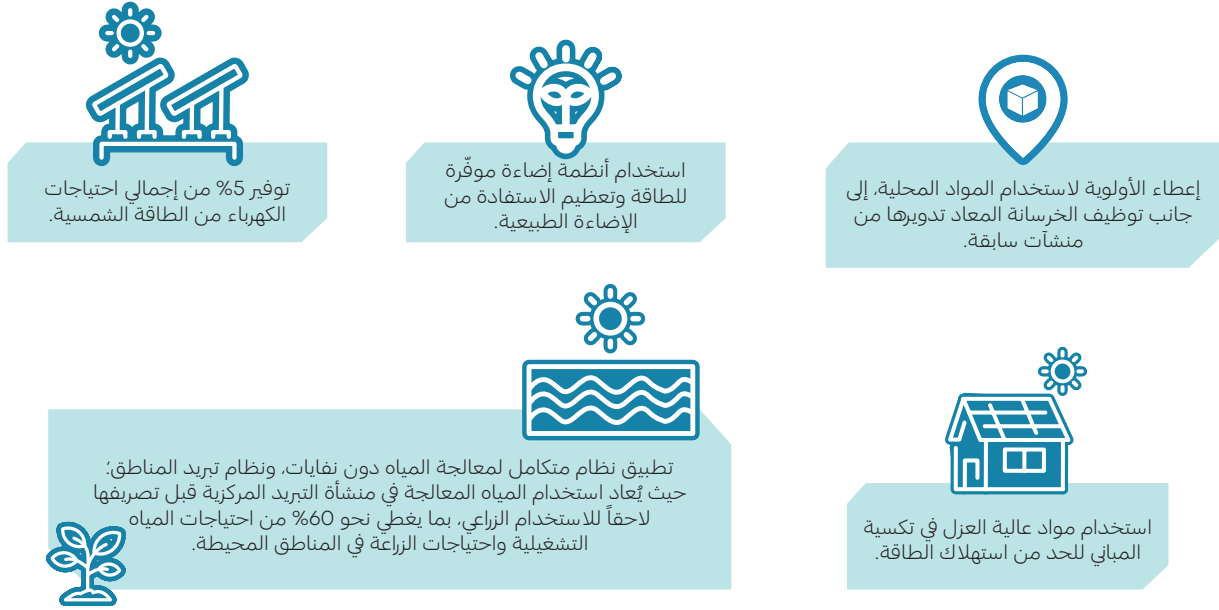 إعطاء الأولوية لاستخدام المواد المحلية، إلى
جانب توظيف الخرسانة المعاد تدويرها من
منشآت سابقة.
استخدام أنظمة إضاءة موفّرة
للطاقة وتعظيم الاستفادة من
الإضاءة الطبيعية.
توفير 5% من إجمالي احتياجات
الكهرباء من الطاقة الشمسية.
استخدام مواد عالية العزل في تكسية
المباني للحد من استهلاك الطاقة.
تطبيق نظام متكامل لمعالجة المياه دون نفايات، ونظام تبريد المناطق؛
حيث يُعاد استخدام المياه المعالجة في منشأة التبريد المركزية قبل تصريفها
لاحقاً للاستخدام الزراعي، بما يغطي نحو 60% من احتياجات المياه
التشغيلية واحتياجات الزراعة في المناطق المحيطة.